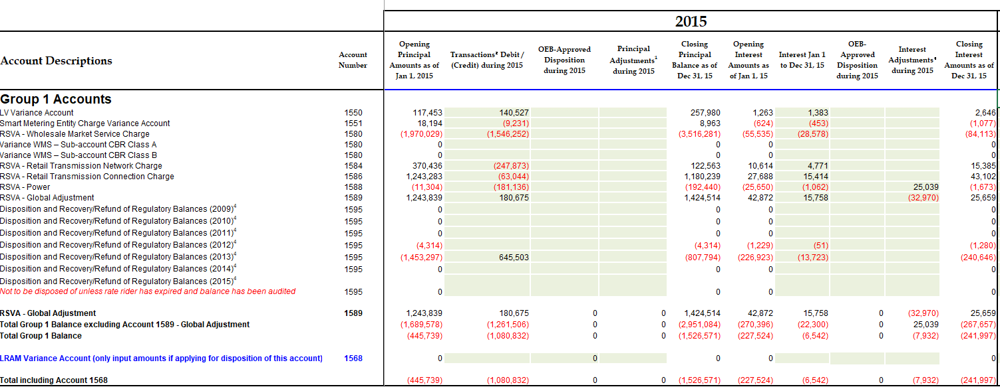 2015
Account Descriptions Account Number Opening Principal Amounts as of Jan 1, 2015 Transactions² Debit / (Credit) during 2015 OEB-Approved Disposition during 2015 Principal Adjustments¹ during 2015 Closing Principal Balance as of Dec 31, 15 Opening Interest Amounts as of Jan 1, 15 Interest Jan 1 to Dec 31, 15 OEB-Approved Disposition during 2015 Interest Adjustments¹ during 2015 Closing Interest Amounts as of Dec 31, 15
Group 1 Accounts
LV Variance Account 1550 117,453 140,527 257,980 1,263 1,383 2,646
Smart Metering Entity Charge Variance Account 1551 18,194 (9,231) 8,963 (624) (453) (1,077)
RSVA - Wholesale Market Service Charge 1580 (1,970,029) (1,546,252) (3,516,281) (55,535) (28,578) (84,113)
Variance WMS – Sub-account CBR Class A 1580 0 0 0 0
Variance WMS – Sub-account CBR Class B 1580 0 0 0 0
RSVA - Retail Transmission Network Charge 1584 370,436 (247,873) 122,563 10,614 4,771 15,385
RSVA - Retail Transmission Connection Charge 1586 1,243,283 (63,044) 1,180,239 27,688 15,414 43,102
RSVA - Power 1588 (11,304) (181,136) (192,440) (25,650) (1,062) 25,039 (1,673)
RSVA - Global Adjustment 1589 1,243,839 180,675 1,424,514 42,872 15,758 (32,970) 25,659
Disposition and Recovery/Refund of Regulatory Balances (2009)⁴ 1595 0 0 0 0
Disposition and Recovery/Refund of Regulatory Balances (2010)⁴ 1595 0 0 0 0
Disposition and Recovery/Refund of Regulatory Balances (2011)⁴ 1595 0 0 0 0
Disposition and Recovery/Refund of Regulatory Balances (2012)⁴ 1595 (4,314) (4,314) (1,229) (51) (1,280)
Disposition and Recovery/Refund of Regulatory Balances (2013)⁴ 1595 (1,453,297) 645,503 (807,794) (226,923) (13,723) (240,646)
Disposition and Recovery/Refund of Regulatory Balances (2014)⁴ 1595 0 0 0 0
Disposition and Recovery/Refund of Regulatory Balances (2015)⁴
Not to be disposed of unless rate rider has expired and balance has been audited 1595 0 0 0 0
RSVA - Global Adjustment 1589 1,243,839 180,675 0 0 1,424,514 42,872 15,758 0 (32,970) 25,659
Total Group 1 Balance excluding Account 1589 - Global Adjustment (1,689,578) (1,261,506) 0 0 (2,951,084) (270,396) (22,300) 0 25,039 (267,657)
Total Group 1 Balance (445,739) (1,080,832) 0 0 (1,526,571) (227,524) (6,542) 0 (7,932) (241,997)
LRAM Variance Account (only input amounts if applying for disposition of this account) 1568 0 0 0 0 0
Total including Account 1568 (445,739) (1,080,832) 0 0 (1,526,571) (227,524) (6,542) 0 (7,932) (241,997)